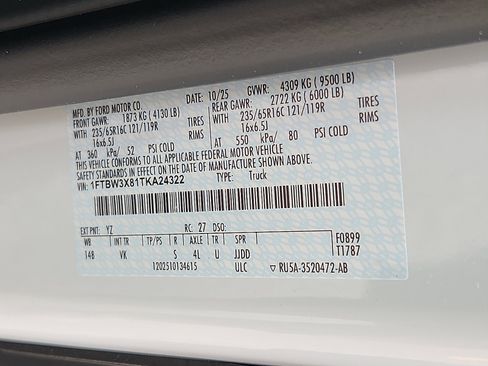 MFD. BY FORD MOTOR CO. 10/25 GVWR: 4309 KG ( 9500 LB)
FRONT GAWR: 1873 KG ( 4130 LB) REAR GAWR: 2722 KG ( 6000 LB)
WITH 235/65R16C 121/119R TIRES WITH 235/65R16C 121/119R TIRES
16x6.5J RIMS 16x6.5J RIMS
AT 360 kPa/ 52 PSI COLD AT 550 kPa/ 80 PSI COLD
THIS VEHICLE CONFORMS TO ALL APPLICABLE FEDERAL MOTOR VEHICLE
SAFETY STANDARDS IN EFFECT ON THE DATE OF MANUFACTURE SHOWN ABOVE.
VIN: 1FTBW3X81TKA24322 TYPE: Truck
EXT PNT: YZ RC: 27 DSO:
WB INT TR TP/PS R AXLE TR SPR F0899
148 VK S 4L U JJDD T1787
1202510134615 ULC ▽ RU5A-3520472-AB